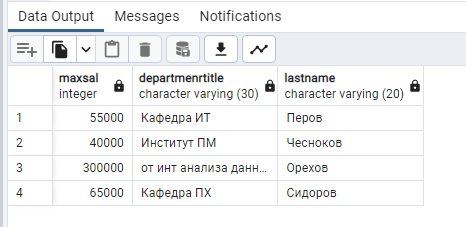 Data Output Messages Notifications
maxsal departmenrtitle lastname
integer character varying (30) character varying (20)
1 55000 Кафедра ИТ Перов
2 40000 Институт ПМ Чесноков
3 300000 от инт анализа данн... Орехов
4 65000 Кафедра ПХ Сидоров